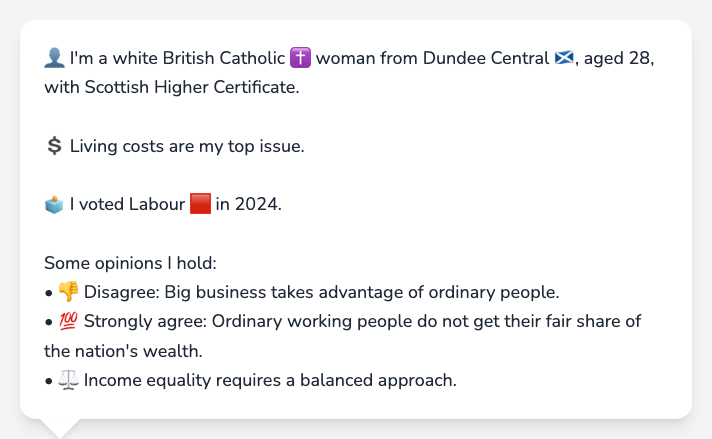 👤 I'm a white British Catholic ✝️ woman from Dundee Central 🏴󠁧󠁢󠁳󠁣󠁴󠁿, aged 28,
with Scottish Higher Certificate.
💲 Living costs are my top issue.
🗳️ I voted Labour 🟥 in 2024.
Some opinions I hold:
• 👎 Disagree: Big business takes advantage of ordinary people.
• 💯 Strongly agree: Ordinary working people do not get their fair share of
the nation's wealth.
• ⚖️ Income equality requires a balanced approach.